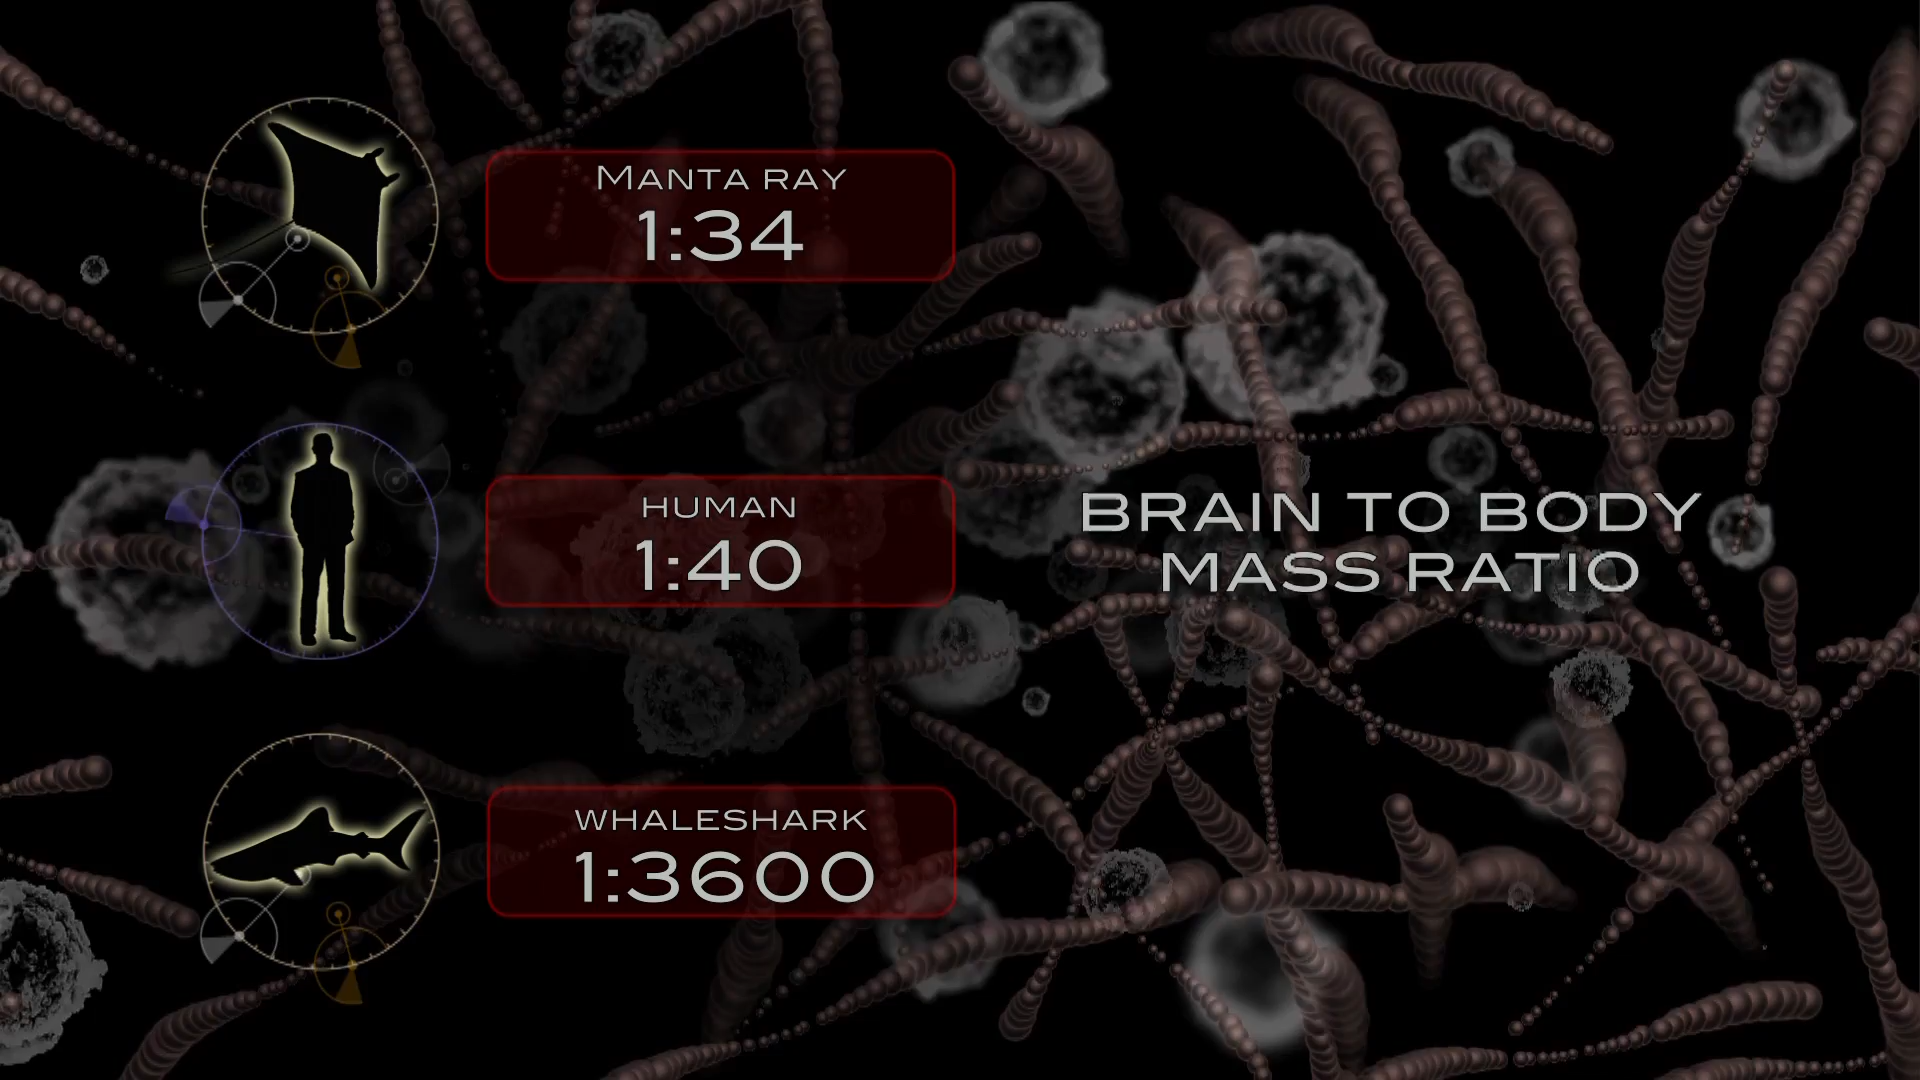 MANTA RAY
1:34
HUMAN
1:40
BRAIN TO BODY
MASS RATIO
WHALESHARK
1:3600